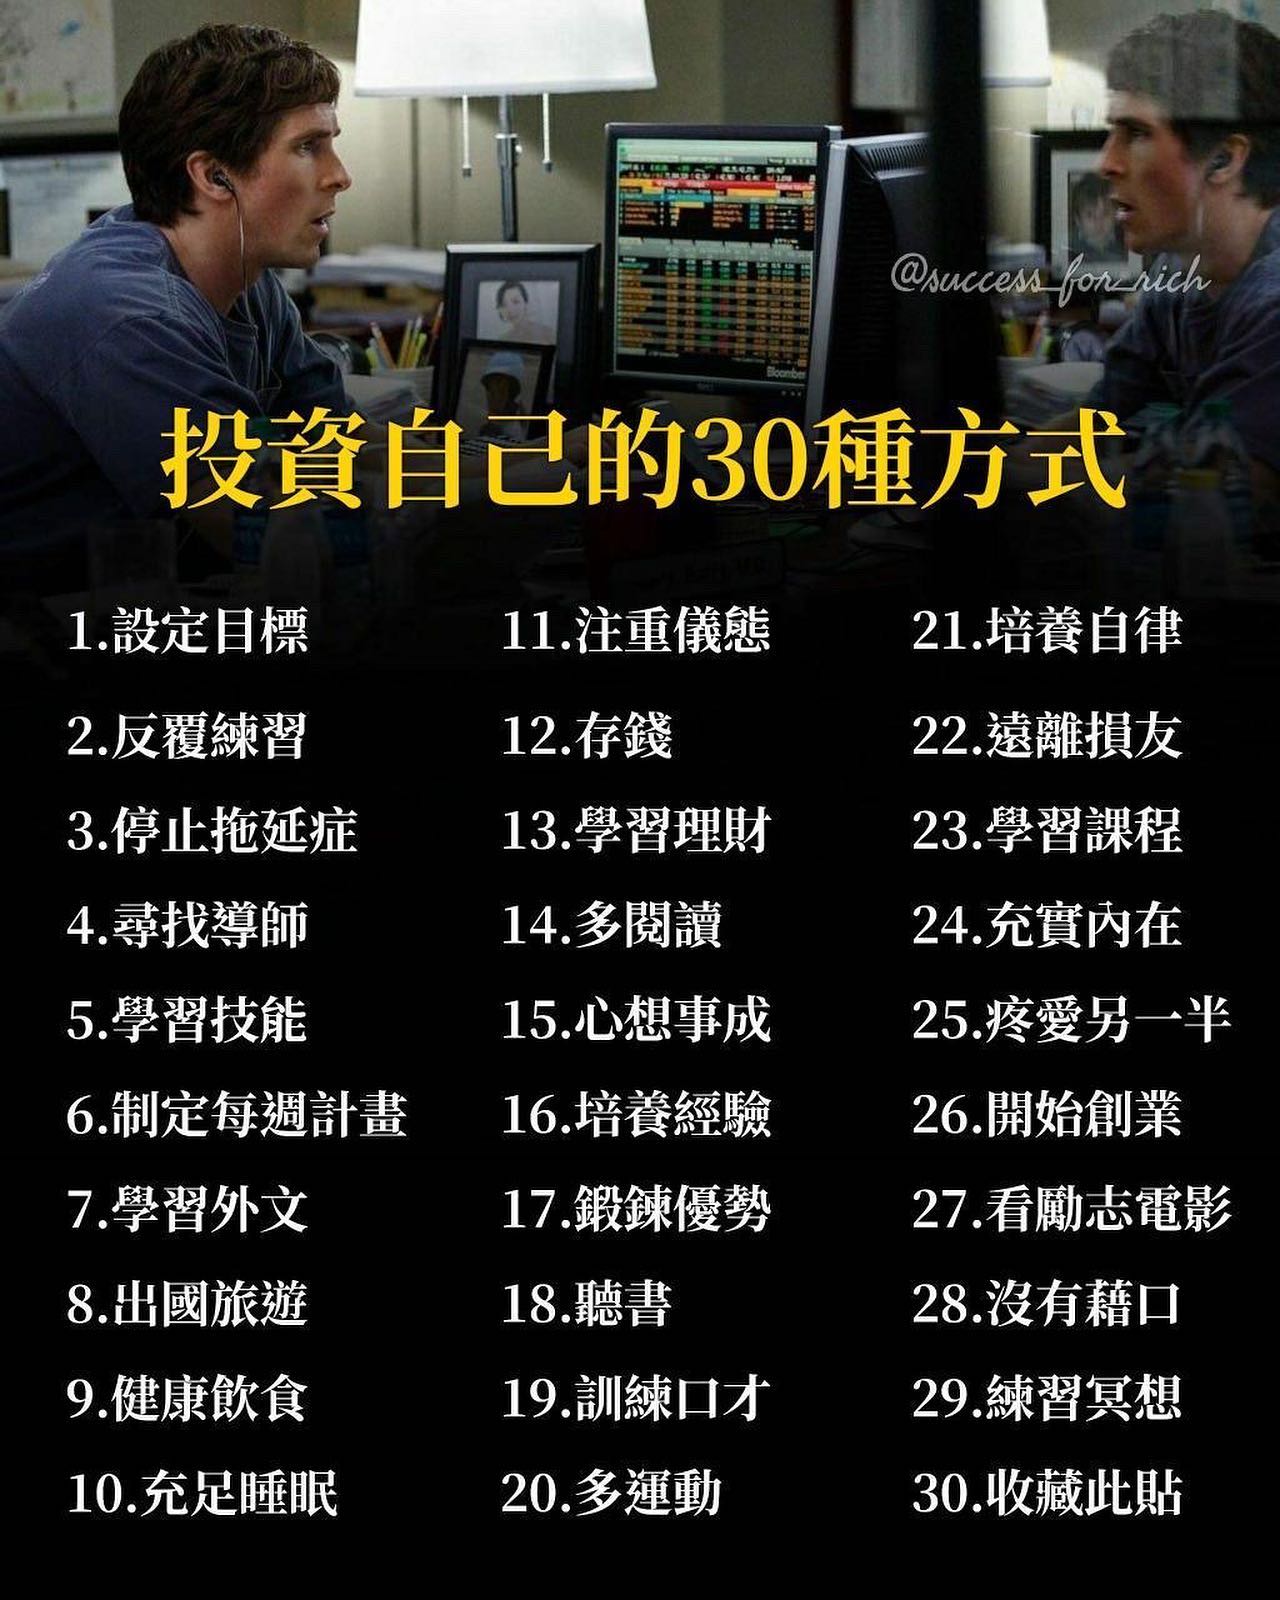 @success_for_rich
Bloomber
投資自己的30種方式
1.設定目標
2.反覆練習
3.停止拖延症
4.尋找導師
5.學習技能
6.制定每週計畫
7.學習外文
8.出國旅遊
9.健康飲食
10.充足睡眠
11.注重儀態
12.存錢
13.學習理財
14.多閱讀
15.心想事成
16.培養經驗
17.鍛鍊優勢
18.聽書
19.訓練口才
20.多運動
21.培養自律
22.遠離損友
23.學習課程
24.充實內在
25.疼愛另一半
26.開始創業
27.看勵志電影
28.沒有藉口
29.練習冥想
30.收藏此貼